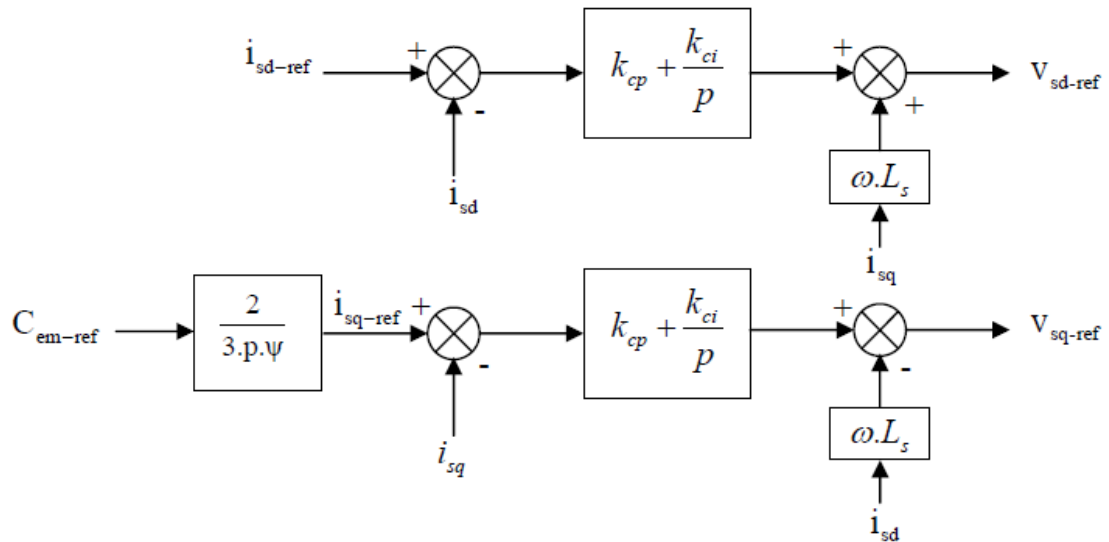 i_sd−ref + - i_sd
k_cp + k_ci/p
+ + v_sd-ref
ω.L_s
i_sq
C_em−ref
2/3.p.ψ
i_sq−ref + - i_sq
k_cp + k_ci/p
+ - v_sq-ref
ω.L_s
i_sd